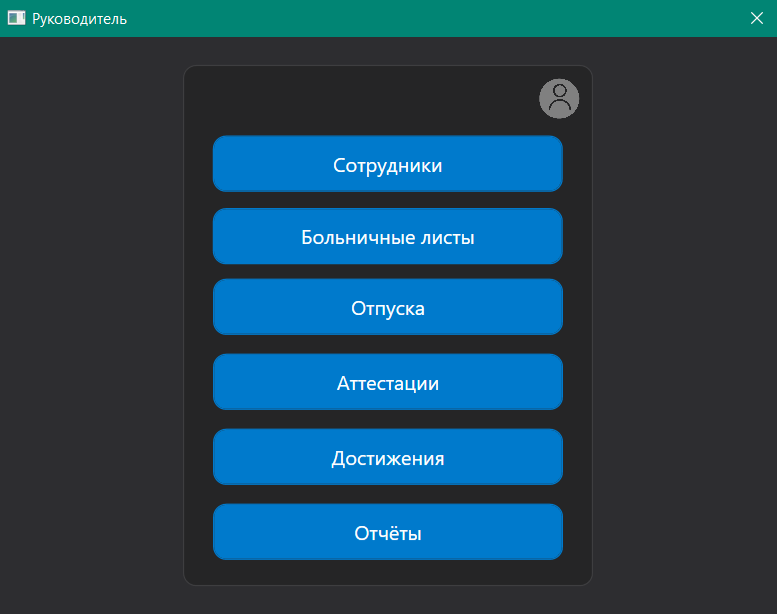 Руководитель
Сотрудники
Больничные листы
Отпуска
Аттестации
Достижения
Отчёты